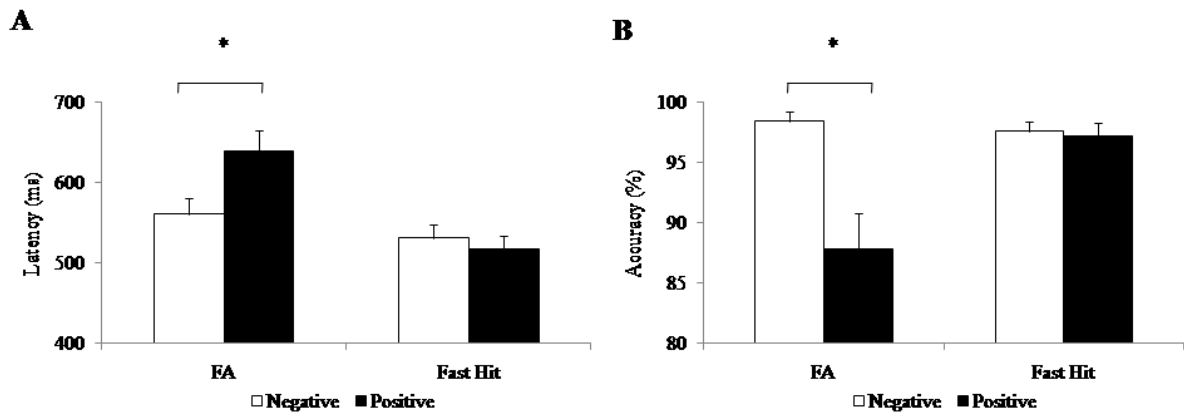 A
*
Latency (ms)
700
600
500
400
FA
Fast Hit
Negative
Positive
B
*
Accuracy (%)
100
95
90
85
80
FA
Fast Hit
Negative
Positive